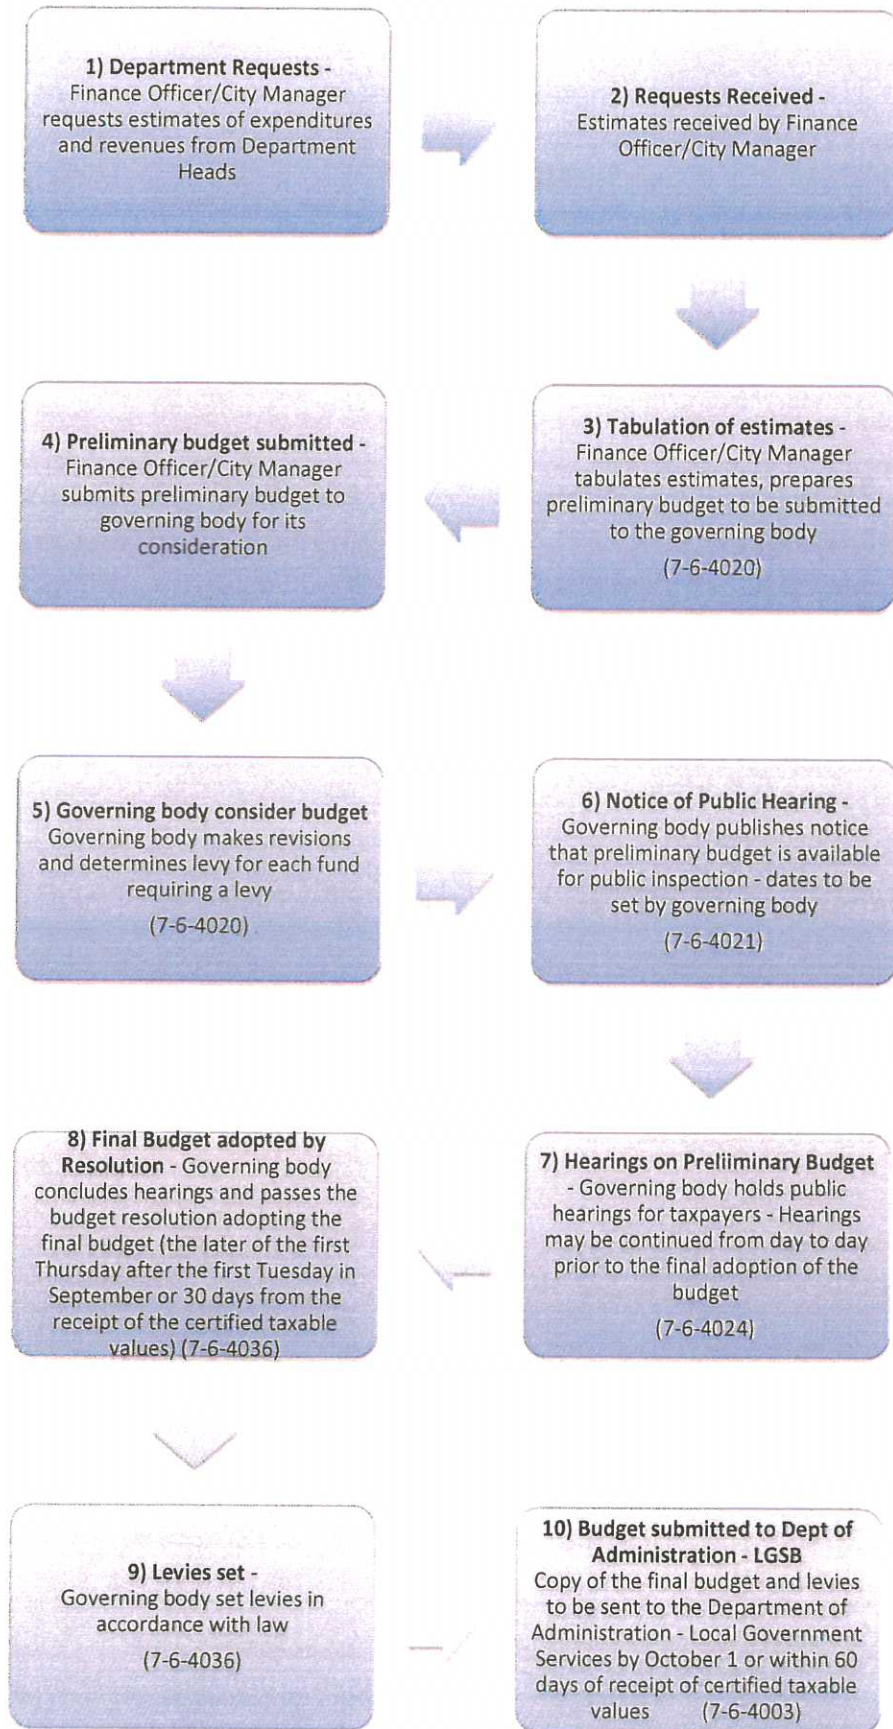 1) Department Requests -
Finance Officer/City Manager
requests estimates of expenditures
and revenues from Department
Heads
2) Requests Received -
Estimates received by Finance
Officer/City Manager
3) Tabulation of estimates -
Finance Officer/City Manager
tabulates estimates, prepares
preliminary budget to be submitted
to the governing body
(7-6-4020)
4) Preliminary budget submitted -
Finance Officer/City Manager
submits preliminary budget to
governing body for its
consideration
5) Governing body consider budget
Governing body makes revisions
and determines levy for each fund
requiring a levy
(7-6-4020)
6) Notice of Public Hearing -
Governing body publishes notice
that preliminary budget is available
for public inspection - dates to be
set by governing body
(7-6-4021)
7) Hearings on Preliiminary Budget
- Governing body holds public
hearings for taxpayers - Hearings
may be continued from day to day
prior to the final adoption of the
budget
(7-6-4024)
8) Final Budget adopted by
Resolution - Governing body
concludes hearings and passes the
budget resolution adopting the
final budget (the later of the first
Thursday after the first Tuesday in
September or 30 days from the
receipt of the certified taxable
values) (7-6-4036)
9) Levies set -
Governing body set levies in
accordance with law
(7-6-4036)
10) Budget submitted to Dept of
Administration - LGSB
Copy of the final budget and levies
to be sent to the Department of
Administration - Local Government
Services by October 1 or within 60
days of receipt of certified taxable
values (7-6-4003)